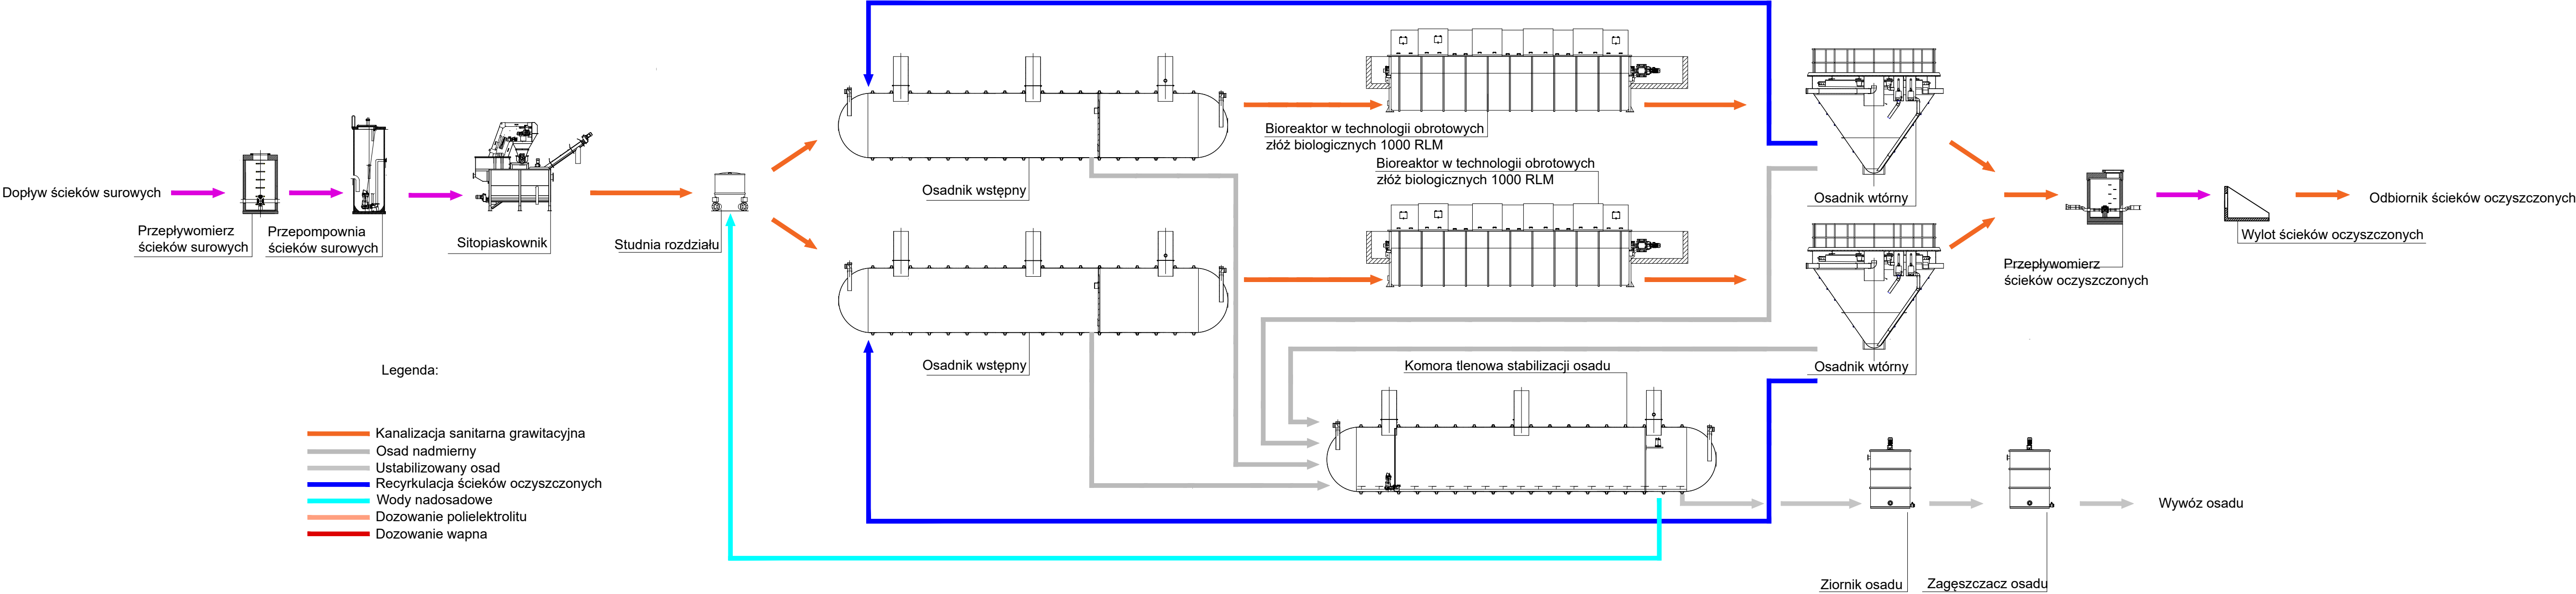 Dopływ ścieków surowych
Przepływomierz
ścieków surowych
Przepompownia
ścieków surowych
Sitopiaskownik
Studnia rozdziału
Osadnik wstępny
Bioreaktor w technologii obrotowych
złóż biologicznych 1000 RLM
Bioreaktor w technologii obrotowych
złóż biologicznych 1000 RLM
Osadnik wtórny
Odbiornik ścieków oczyszczonych
Wylot ścieków oczyszczonych
Przepływomierz
ścieków oczyszczonych
Osadnik wstępny
Komora tlenowa stabilizacji osadu
Osadnik wtórny
Legenda:
Kanalizacja sanitarna grawitacyjna
Osad nadmierny
Ustabilizowany osad
Recyrkulacja ścieków oczyszczonych
Wody nadosadowe
Dozowanie polielektrolitu
Dozowanie wapna
Wywóz osadu
Ziornik osadu
Zagęszczacz osadu